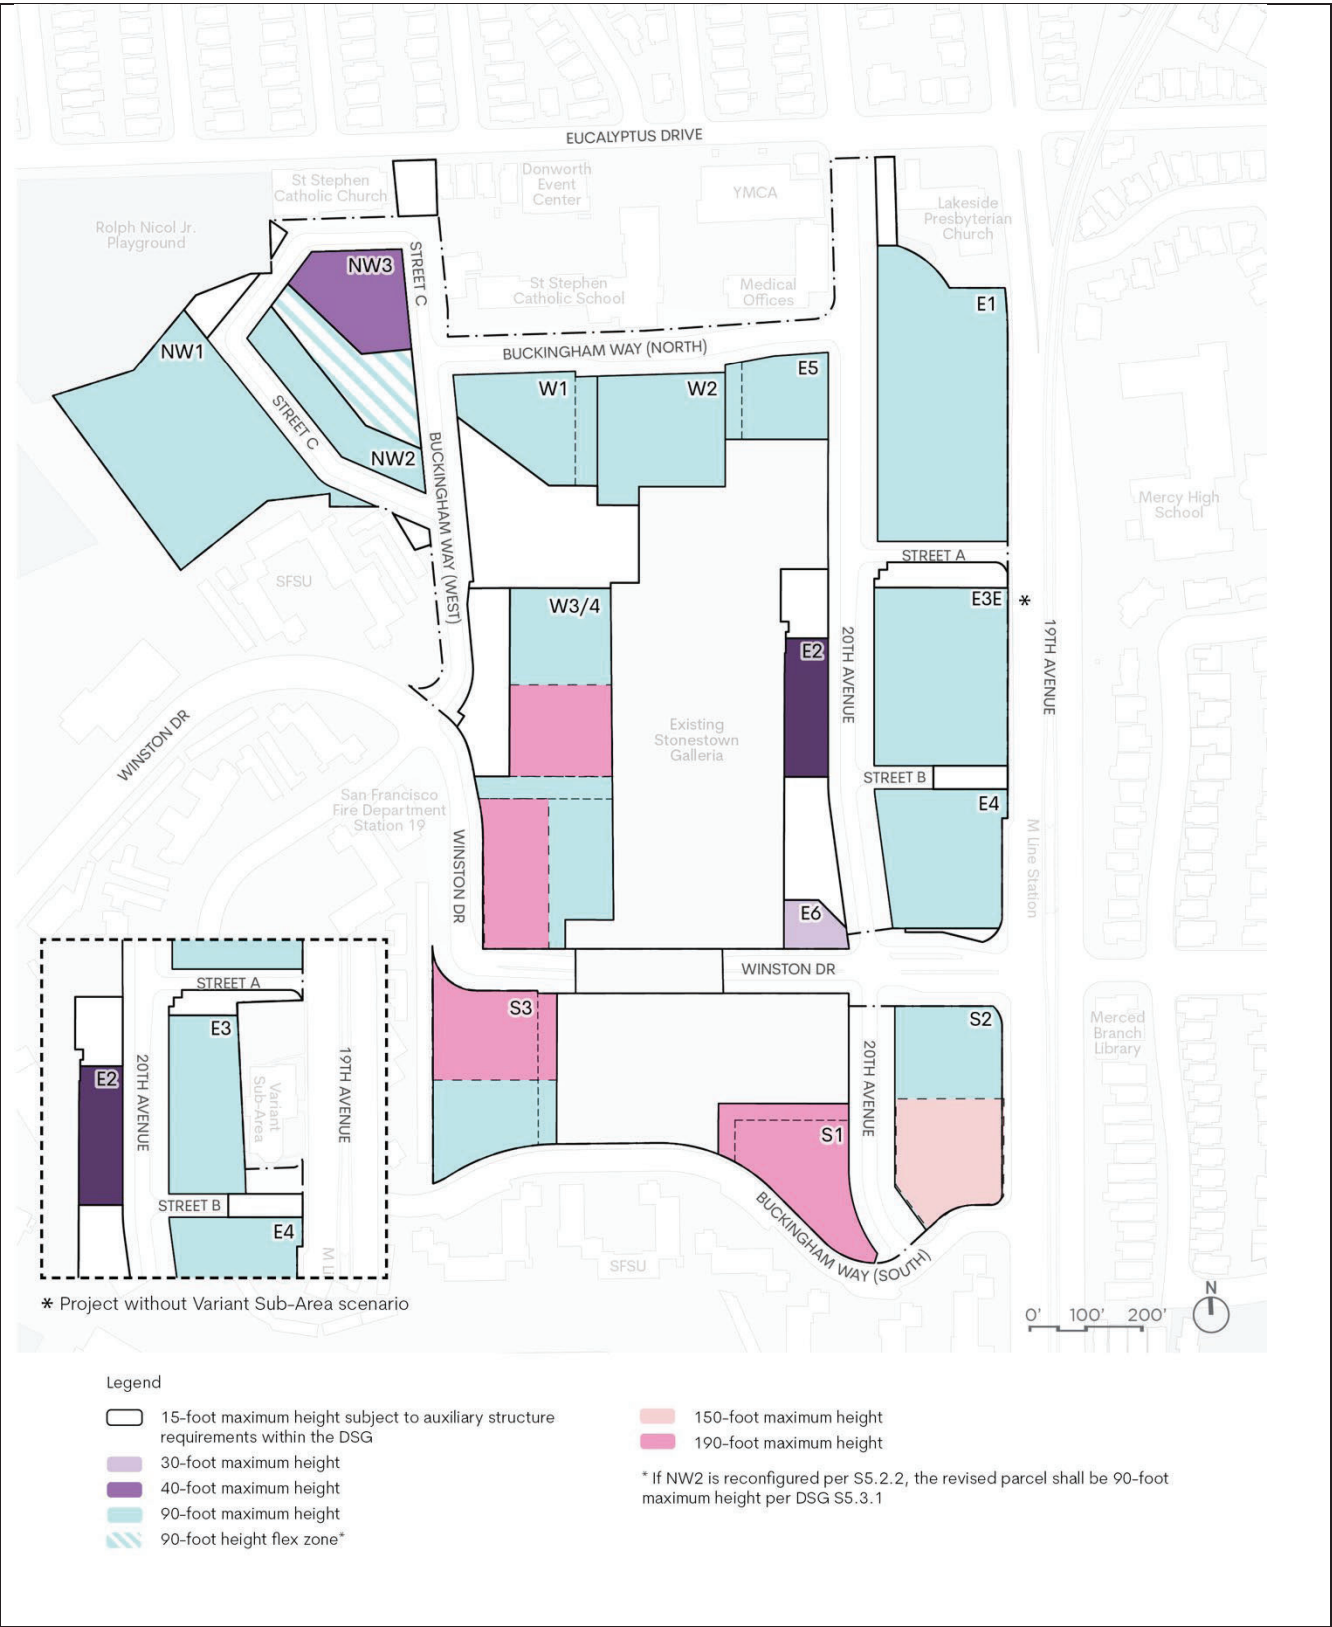 EUCALYPTUS DRIVE
St Stephen
Catholic Church
Donworth
Event
Center
YMCA
Lakeside
Presbyterian
Church
Rolph Nicol Jr.
Playground
NW3
STREET C
St Stephen
Catholic School
Medical
Offices
E1
NW1
BUCKINGHAM WAY (NORTH)
W1
W2
E5
STREET C
NW2
BUCKINGHAM WAY (WEST)
Mercy High
School
STREET A
SFSU
W3/4
E3E
*
E2
20TH AVENUE
19TH AVENUE
Existing
Stonestown
Galleria
WINSTON DR
STREET B
San Francisco
Fire Department
Station 19
E4
WINSTON DR
M Line Station
E6
WINSTON DR
STREET A
E3
S3
S2
Merced
Branch
Library
E2
20TH AVENUE
Variant
Sub-Area
19TH AVENUE
20TH AVENUE
S1
STREET B
E4
M Li
BUCKINGHAM WAY (SOUTH)
SFSU
* Project without Variant Sub-Area scenario
N
0' 100' 200'
Legend
15-foot maximum height subject to auxiliary structure
requirements within the DSG
30-foot maximum height
40-foot maximum height
90-foot maximum height
90-foot height flex zone*
150-foot maximum height
190-foot maximum height
* If NW2 is reconfigured per S5.2.2, the revised parcel shall be 90-foot
maximum height per DSG S5.3.1